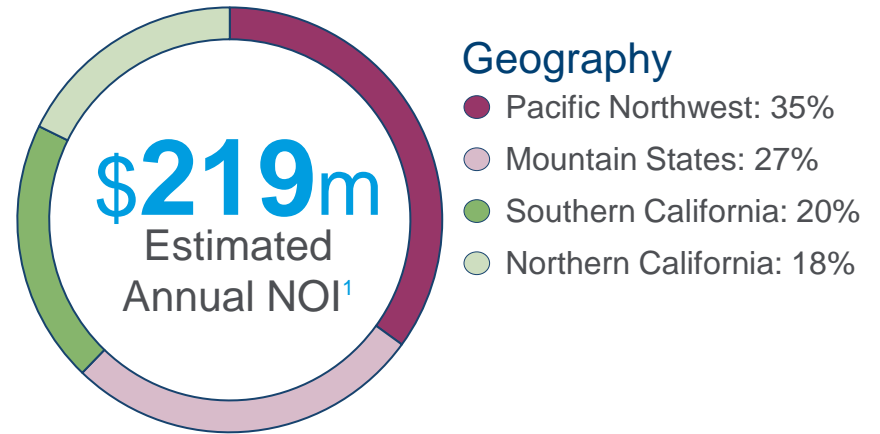 $219m
Estimated
Annual NOI1
Geography
Pacific Northwest: 35%
Mountain States: 27%
Southern California: 20%
Northern California: 18%